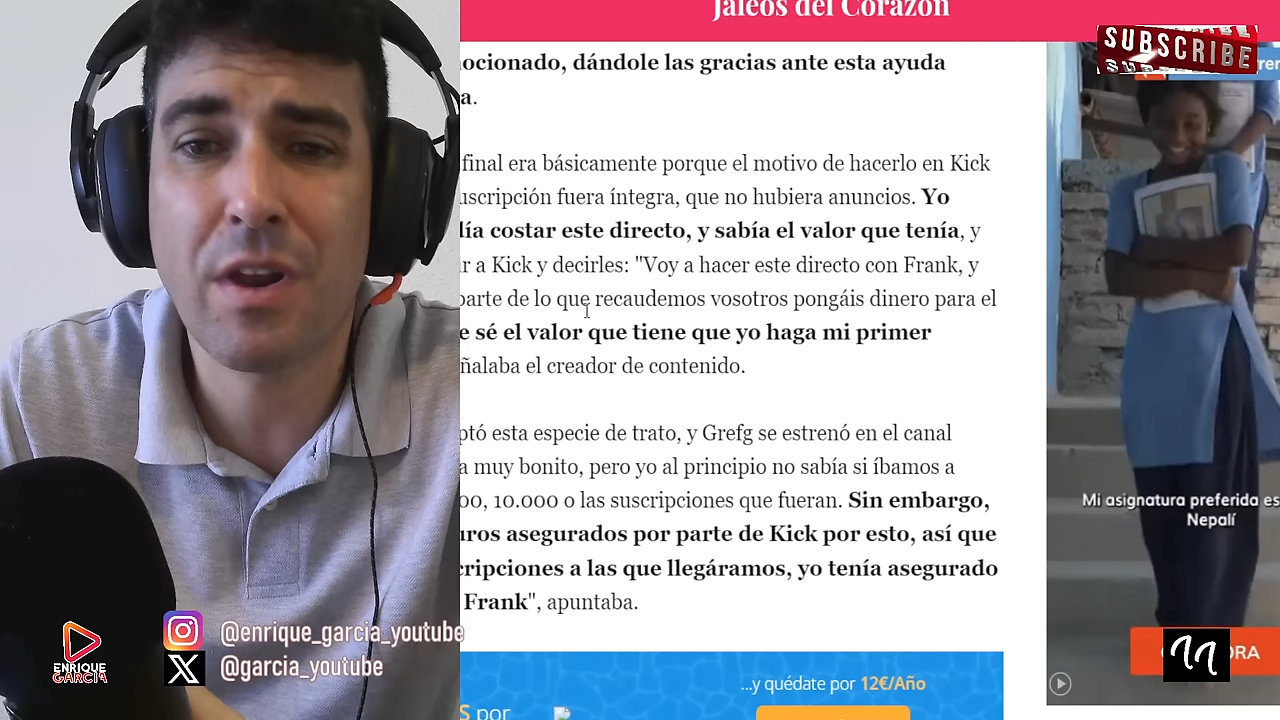 Jaleos del Corazón
SUBSCRIBE
ocionado, dándole las gracias ante esta ayuda
a.
final era básicamente porque el motivo de hacerlo en Kick
uscripción fuera íntegra, que no hubiera anuncios. Yo
ía costar este directo, y sabía el valor que tenía, y
r a Kick y decirles: "Voy a hacer este directo con Frank, y
parte de lo que recaudemos vosotros pongáis dinero para el
e sé el valor que tiene que yo haga mi primer
ñalaba el creador de contenido.
ptó esta especie de trato, y Grefg se estrenó en el canal
a muy bonito, pero yo al principio no sabía si íbamos a
00, 10.000 o las suscripciones que fueran. Sin embargo,
uros asegurados por parte de Kick por esto, así que
cripciones a las que llegáramos, yo tenía asegurado
Frank", apuntaba.
Mi asignatura preferida es
Nepalí
ORA
...y quédate por 12€/Año
S por
ENRIQUE
GARCIA
@enrique_garcia_youtube
@garcia_youtube